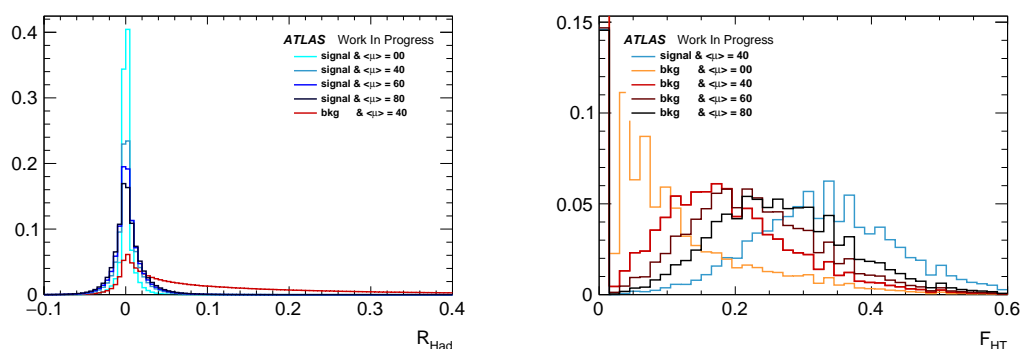 ATLAS Work In Progress
signal & <μ> = 00
signal & <μ> = 40
signal & <μ> = 60
signal & <μ> = 80
bkg & <μ> = 40
0.4
0.3
0.2
0.1
0
−0.1 0 0.1 0.2 0.3 0.4
R_Had
ATLAS Work In Progress
signal & <μ> = 40
bkg & <μ> = 00
bkg & <μ> = 40
bkg & <μ> = 60
bkg & <μ> = 80
0.15
0.1
0.05
0
0 0.2 0.4 0.6
F_HT